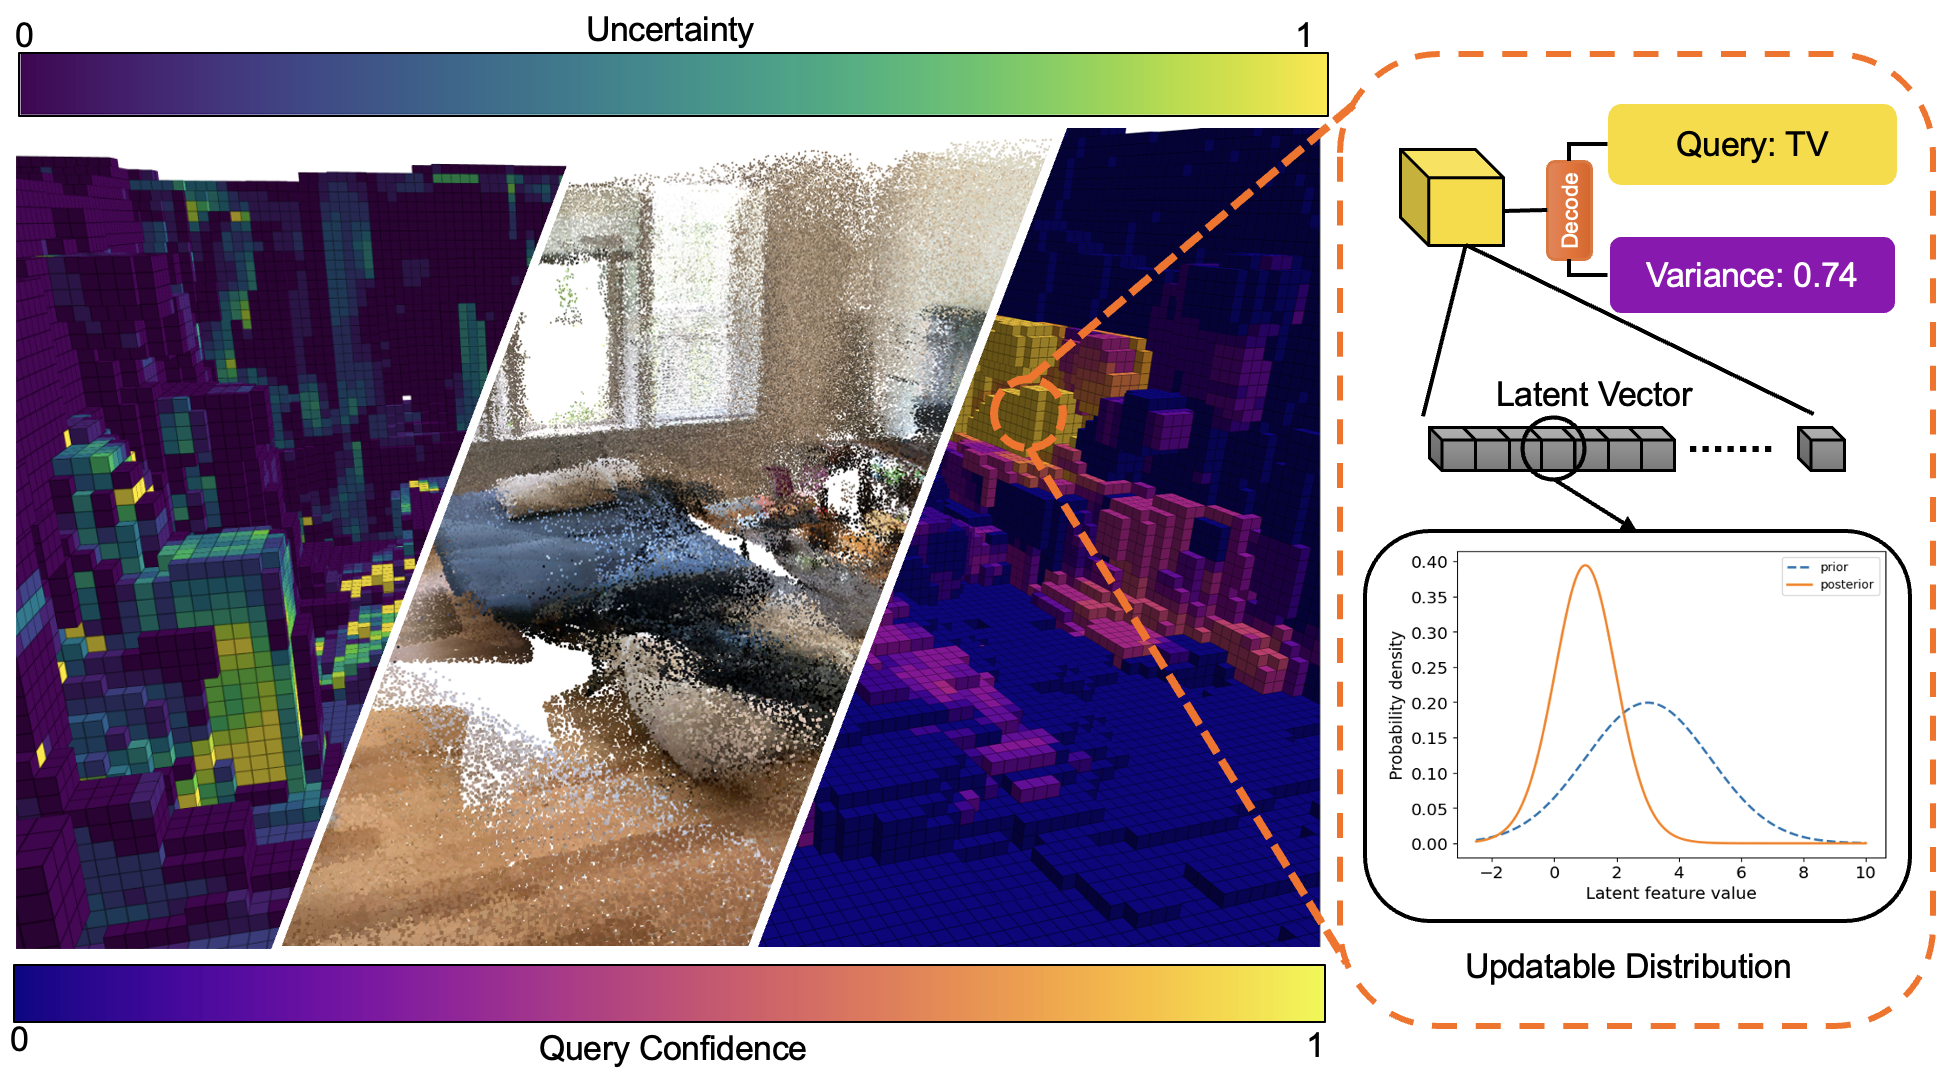 0 Uncertainty 1
Query: TV
Decode
Variance: 0.74
Latent Vector
prior
posterior
0.40
0.35
0.30
0.25
0.20
0.15
0.10
0.05
0.00
Probability density
−2 0 2 4 6 8 10
Latent feature value
Updatable Distribution
0 Query Confidence 1